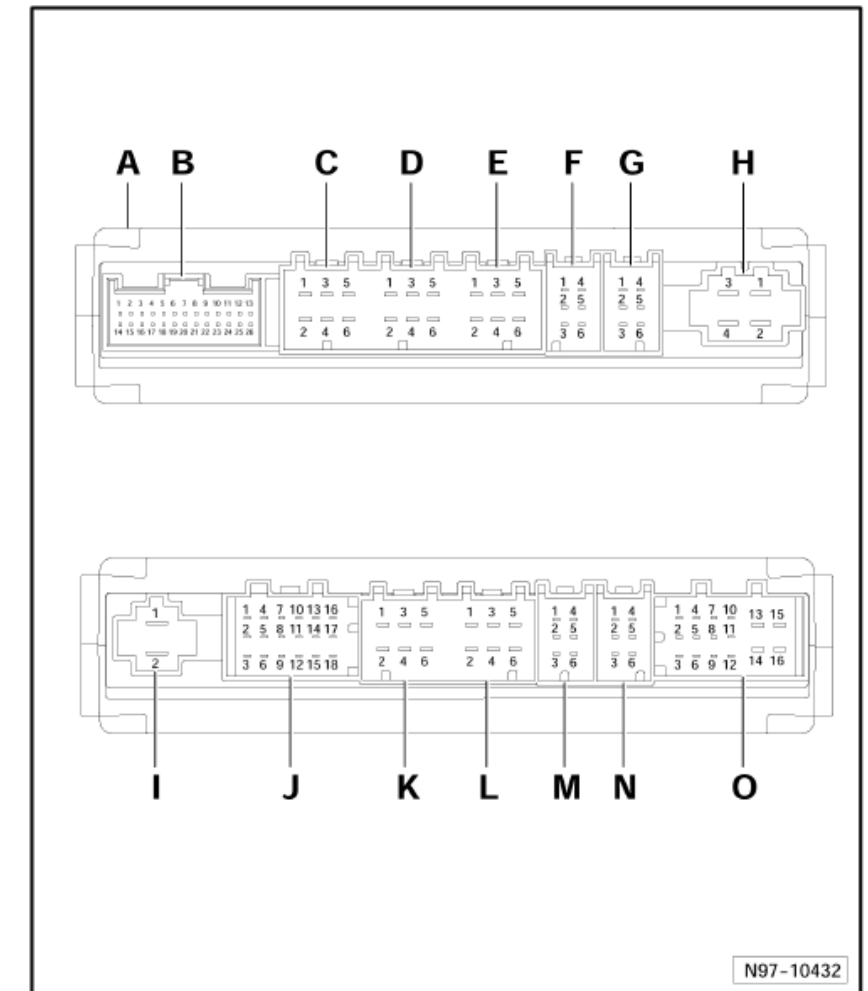 A B C D E F G H
1 3 5 1 3 5 1 3 5 1 4 1 4 3 1
2 5 2 5
1 2 3 4 5 6 7 8 9 10 11 12 13
14 15 16 17 18 19 20 21 22 23 24 25 26
2 4 6 2 4 6 2 4 6 3 6 3 6 4 2
1 1 4 7 10 13 16 1 3 5 1 3 5 1 4 1 4 1 4 7 10 13 15
2 5 8 11 14 17 2 5 2 5 2 5 8 11
2 3 6 9 12 15 18 2 4 6 2 4 6 3 6 3 6 3 6 9 12 14 16
I J K L M N O
N97-10432